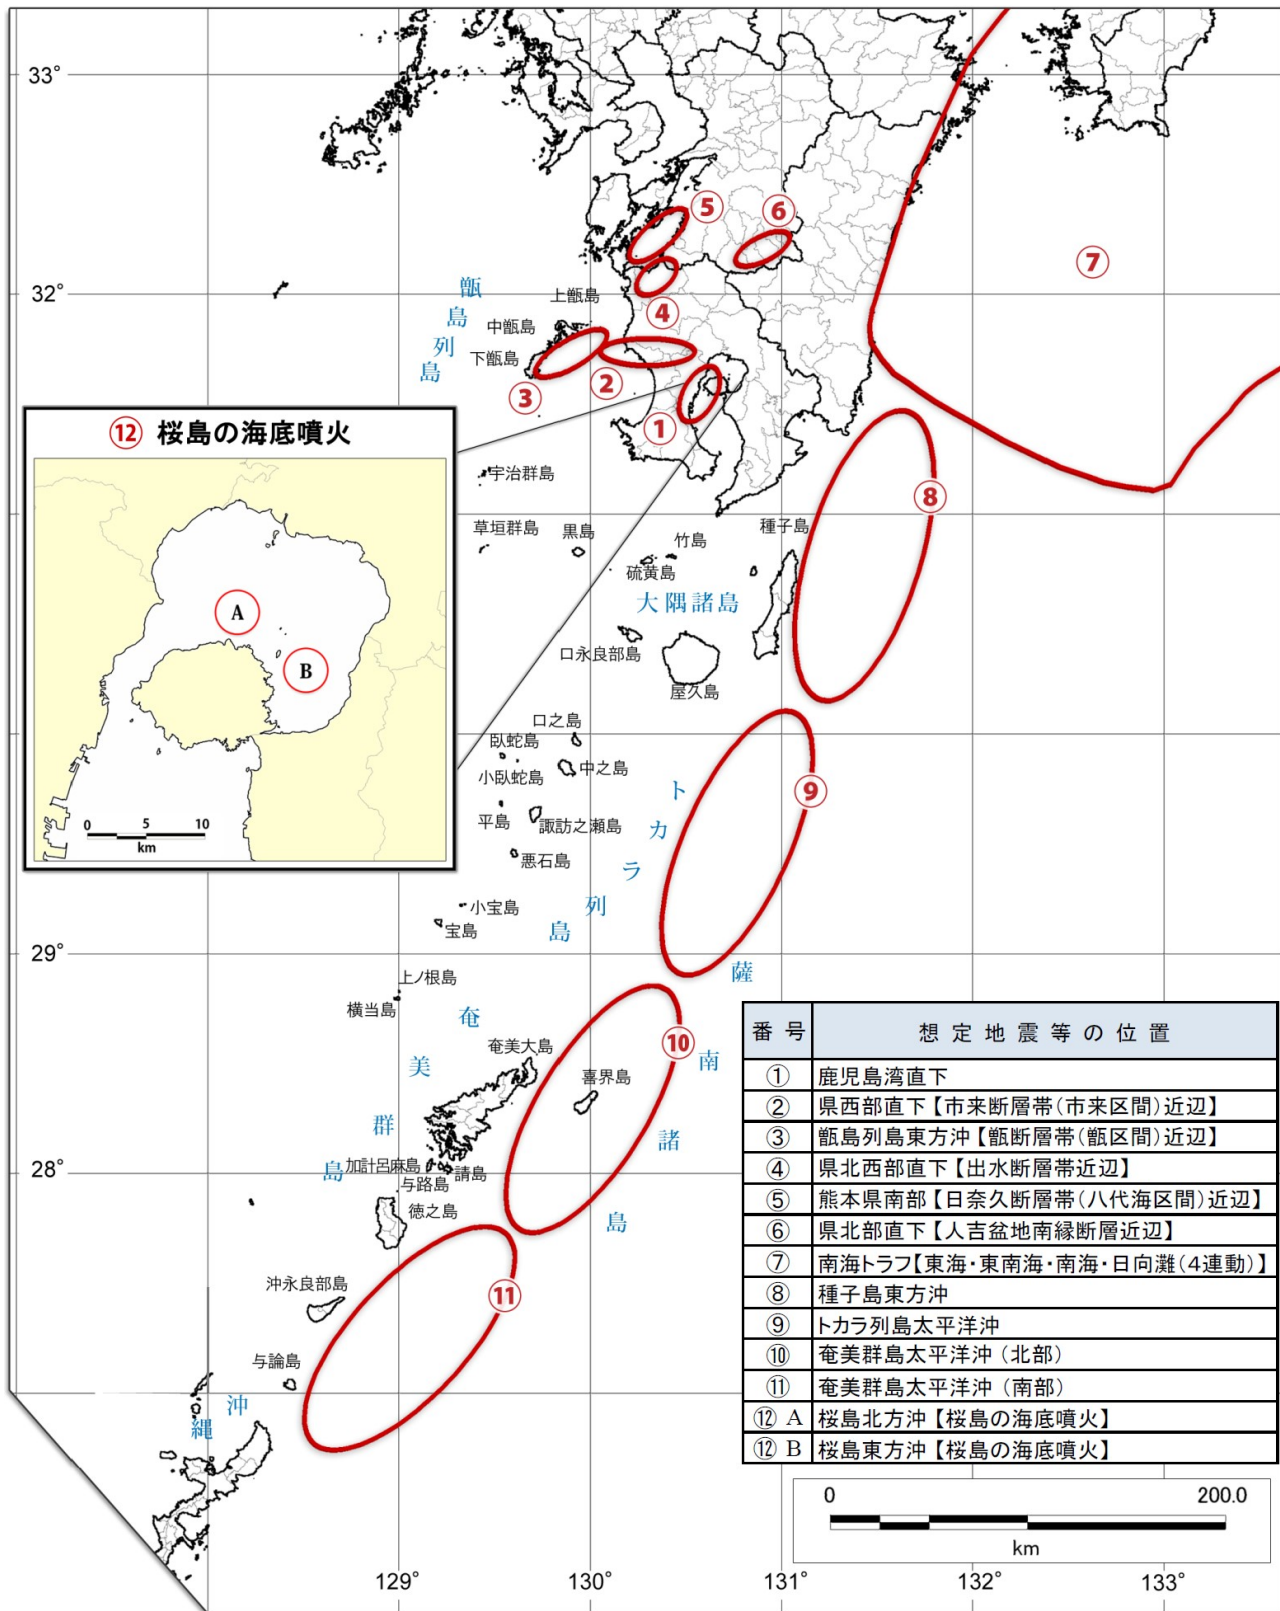 33°
⑤
⑥
⑦
32°
甑島列島
上甑島
中甑島
下甑島
④
③
②
①
⑫ 桜島の海底噴火
A
B
0 5 10
km
宇治群島
⑧
草垣群島
黒島
竹島
硫黄島
種子島
大隅諸島
口永良部島
屋久島
口之島
臥蛇島
小臥蛇島
中之島
平島
諏訪之瀬島
悪石島
トカラ列島
⑨
小宝島
宝島
29°
上ノ根島
横当島
薩南諸島
奄美群島
奄美大島
喜界島
⑩
28°
加計呂麻島
請島
与路島
徳之島
沖永良部島
⑪
与論島
沖縄
番号 想定地震等の位置
① 鹿児島湾直下
② 県西部直下【市来断層帯(市来区間)近辺】
③ 甑島列島東方沖【甑断層帯(甑区間)近辺】
④ 県北西部直下【出水断層帯近辺】
⑤ 熊本県南部【日奈久断層帯(八代海区間)近辺】
⑥ 県北部直下【人吉盆地南縁断層近辺】
⑦ 南海トラフ【東海・東南海・南海・日向灘(4連動)】
⑧ 種子島東方沖
⑨ トカラ列島太平洋沖
⑩ 奄美群島太平洋沖(北部)
⑪ 奄美群島太平洋沖(南部)
⑫ A 桜島北方沖【桜島の海底噴火】
⑫ B 桜島東方沖【桜島の海底噴火】
0 200.0
km
129° 130° 131° 132° 133°